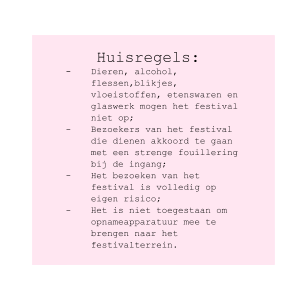 Huisregels:
- Dieren, alcohol,
flessen,blikjes,
vloeistoffen, etenswaren en
glaswerk mogen het festival
niet op;
- Bezoekers van het festival
die dienen akkoord te gaan
met een strenge fouillering
bij de ingang;
- Het bezoeken van het
festival is volledig op
eigen risico;
- Het is niet toegestaan om
opnameapparatuur mee te
brengen naar het
festivalterrein.